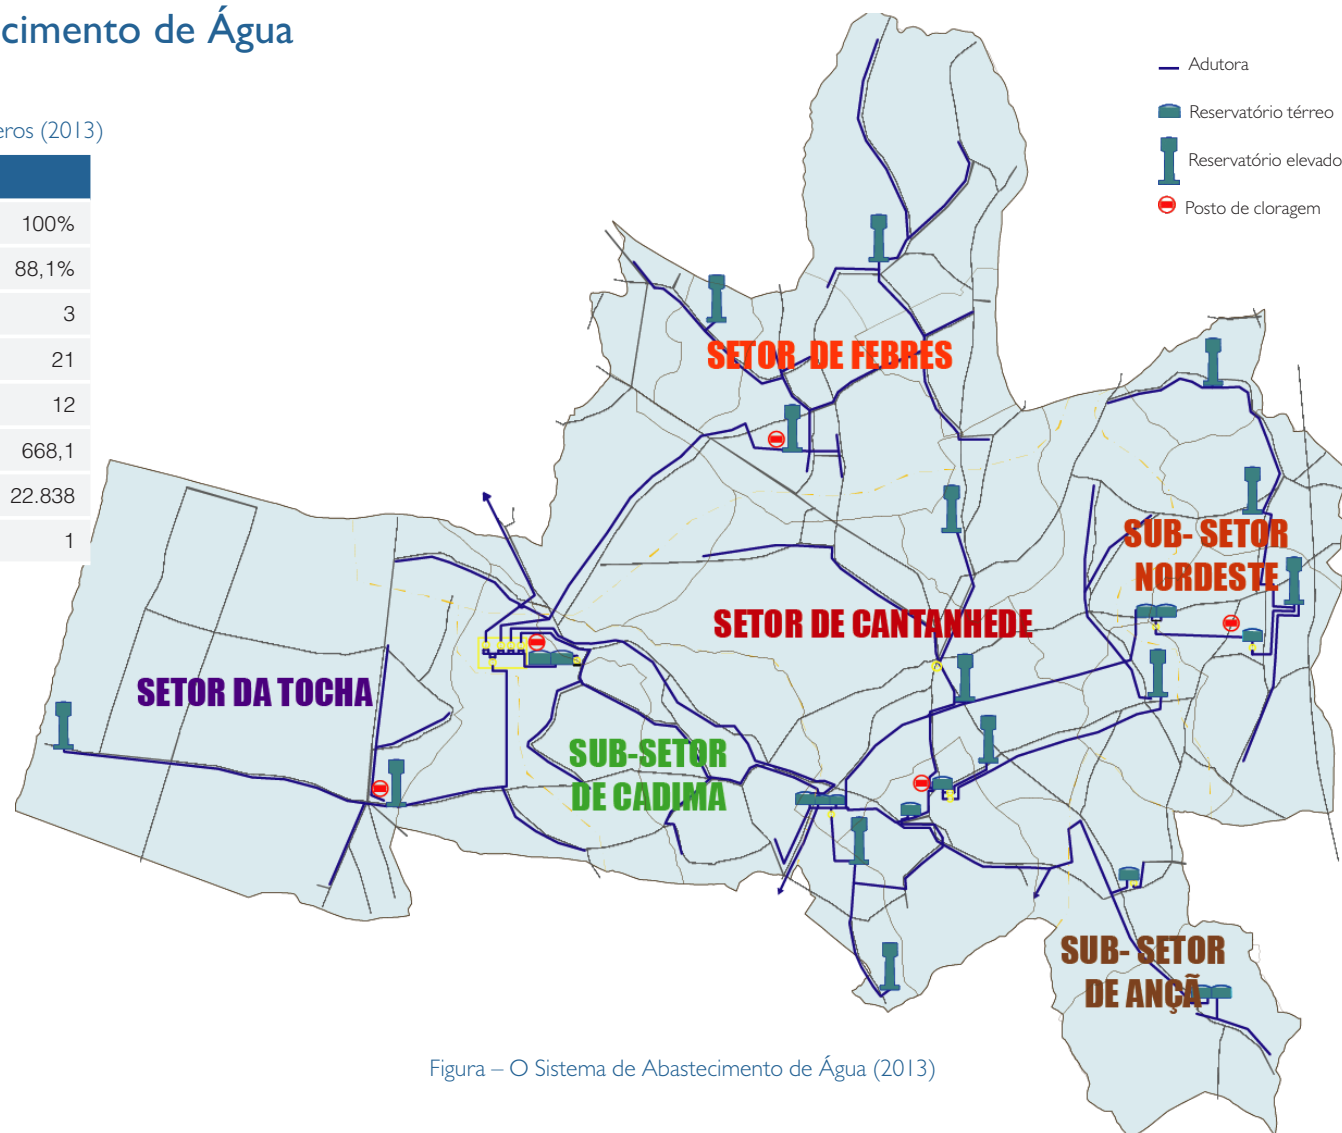 cimento de Água
eros (2013)
100%
88,1%
3
21
12
668,1
22.838
1
Adutora
Reservatório térreo
Reservatório elevado
Posto de cloragem
SETOR DE FEBRES
SUB- SETOR
NORDESTE
SETOR DE CANTANHEDE
SETOR DA TOCHA
SUB-SETOR
DE CADIMA
SUB- SETOR
DE ANÇÃ
Figura – O Sistema de Abastecimento de Água (2013)